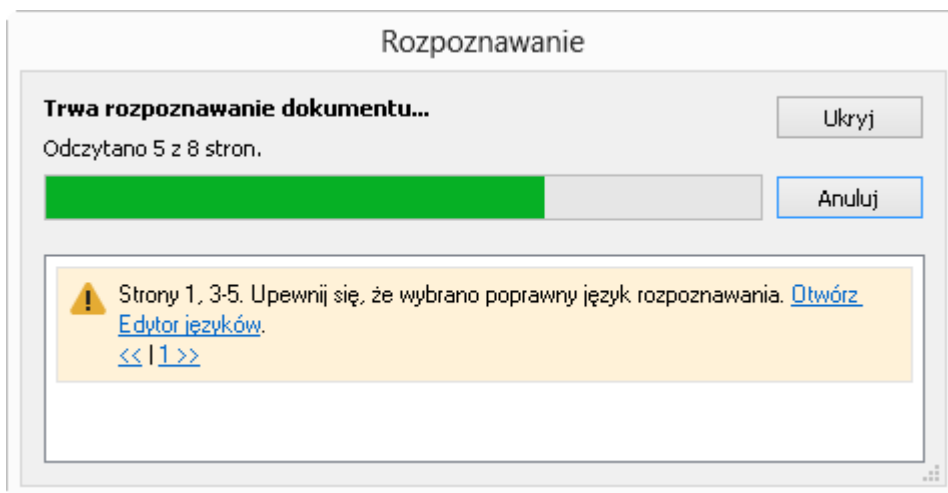 Rozpoznawanie
Trwa rozpoznawanie dokumentu...
Ukryj
Odczytano 5 z 8 stron.
Anuluj
Strony 1, 3-5. Upewnij się, że wybrano poprawny język rozpoznawania. Otwórz
Edytor języków.
<< | 1 >>